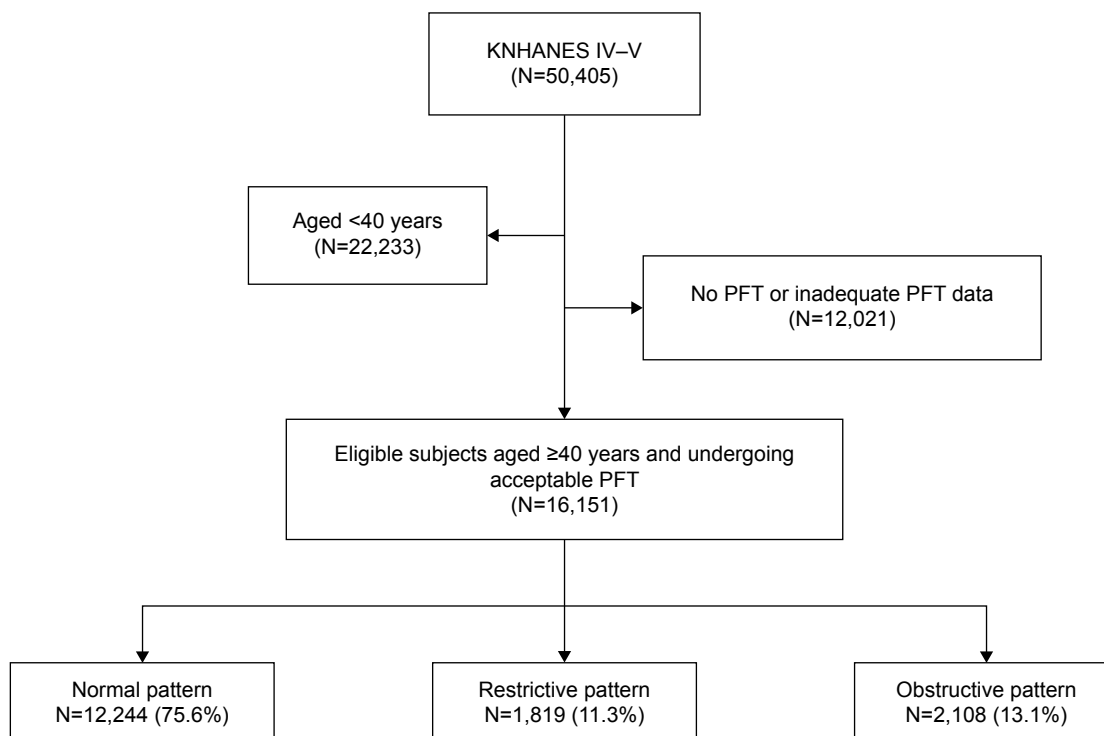 KNHANES IV–V
(N=50,405)
Aged <40 years
(N=22,233)
No PFT or inadequate PFT data
(N=12,021)
Eligible subjects aged ≥40 years and undergoing
acceptable PFT
(N=16,151)
Normal pattern
N=12,244 (75.6%)
Restrictive pattern
N=1,819 (11.3%)
Obstructive pattern
N=2,108 (13.1%)